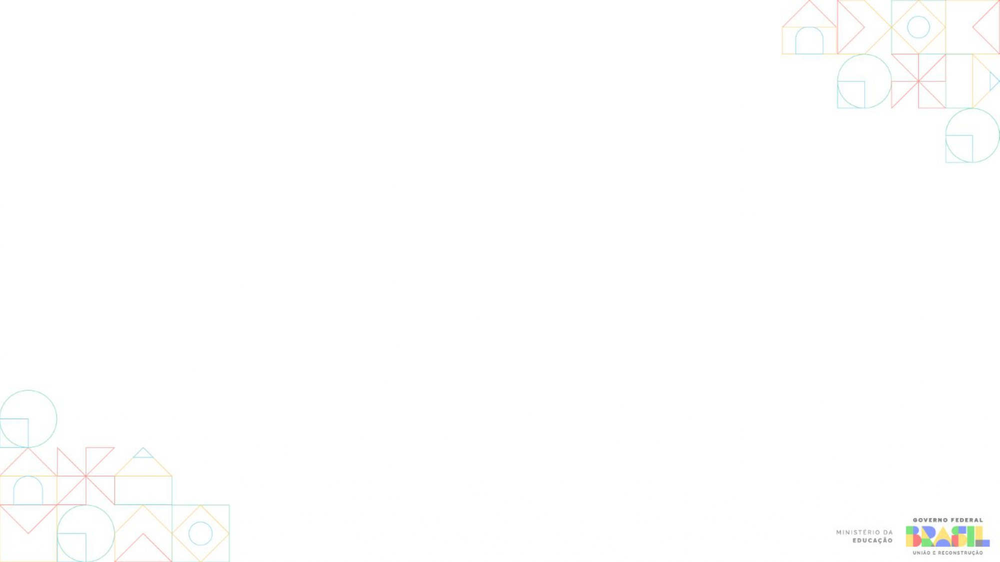 MINISTÉRIO DA
EDUCAÇÃO
GOVERNO FEDERAL
BRASIL
UNIÃO E RECONSTRUÇÃO